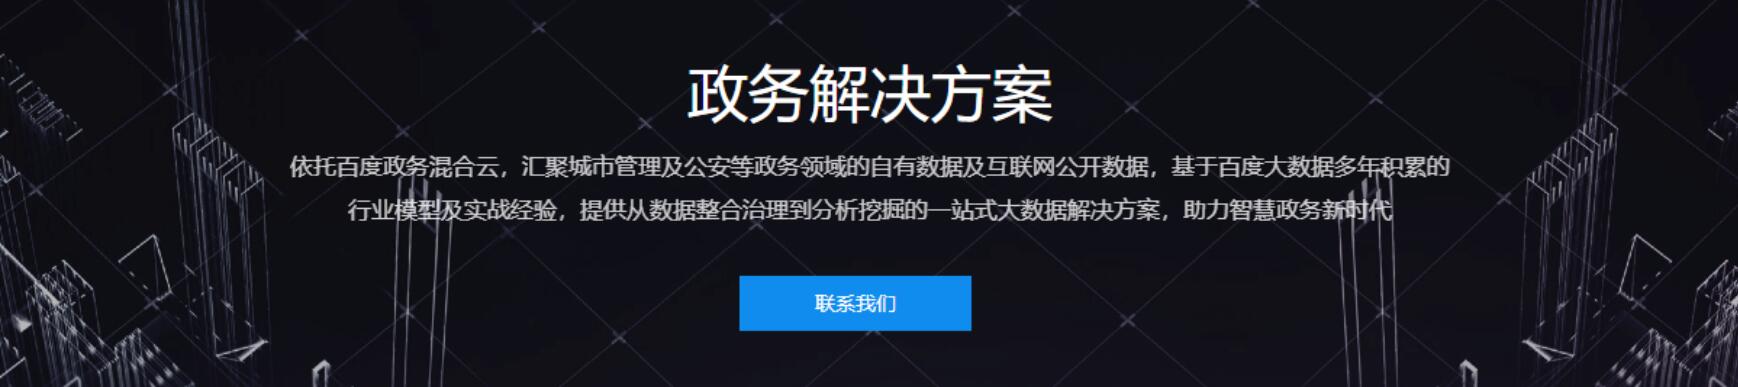 政务解决方案
依托百度政务混合云，汇聚城市管理及公安等政务领域的自有数据及互联网公开数据，基于百度大数据多年积累的
行业模型及实战经验，提供从数据整合治理到分析挖掘的一站式大数据解决方案，助力智慧政务新时代
联系我们